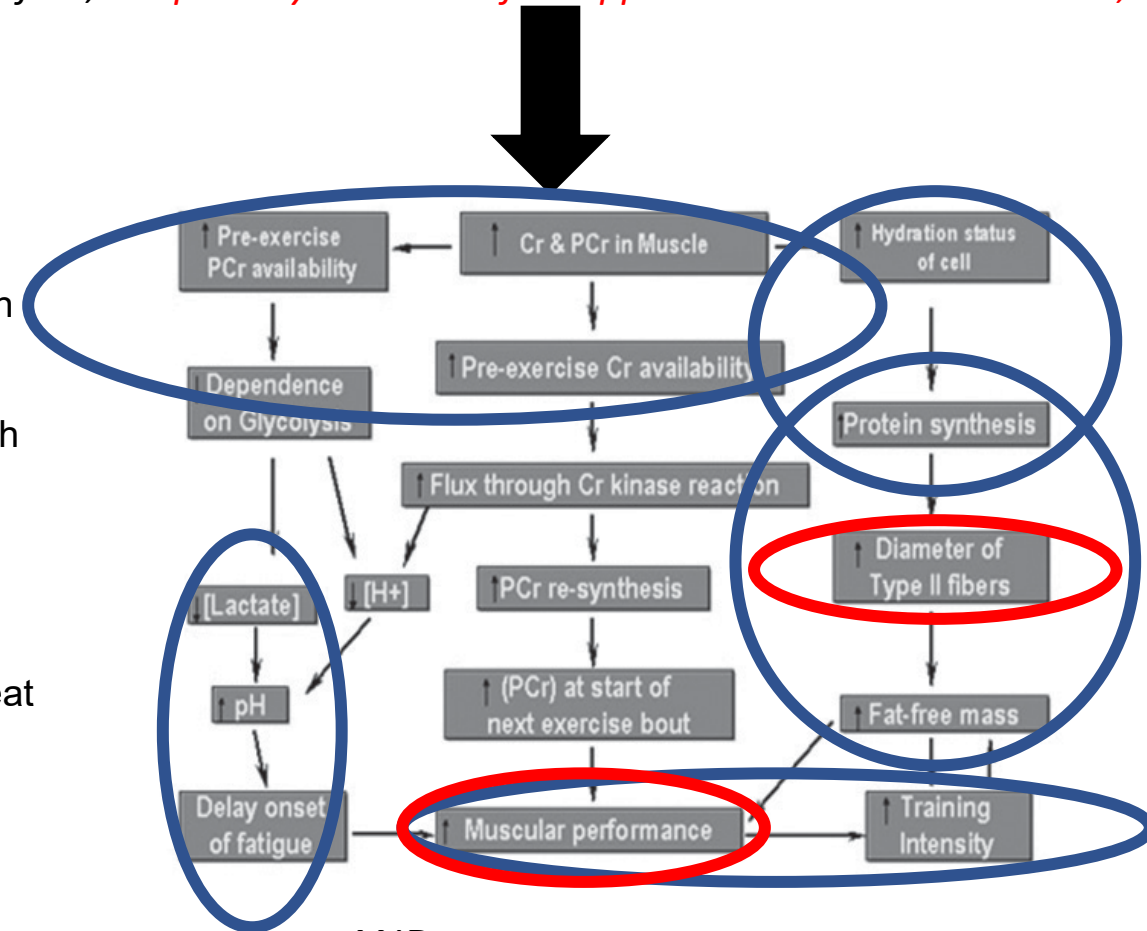 ↑ Pre-exercise
PCr availability
↑ Cr & PCr in Muscle
↑ Hydration status
of cell
↑ Pre-exercise Cr availability
↓ Dependence
on Glycolysis
↑ Protein synthesis
↑ Flux through Cr kinase reaction
↑ Diameter of
Type II fibers
↓ [Lactate]
↓ [H+]
↑ PCr re-synthesis
↑ pH
↑ (PCr) at start of
next exercise bout
↑ Fat-free mass
Delay onset
of fatigue
↑ Muscular performance
↑ Training
Intensity